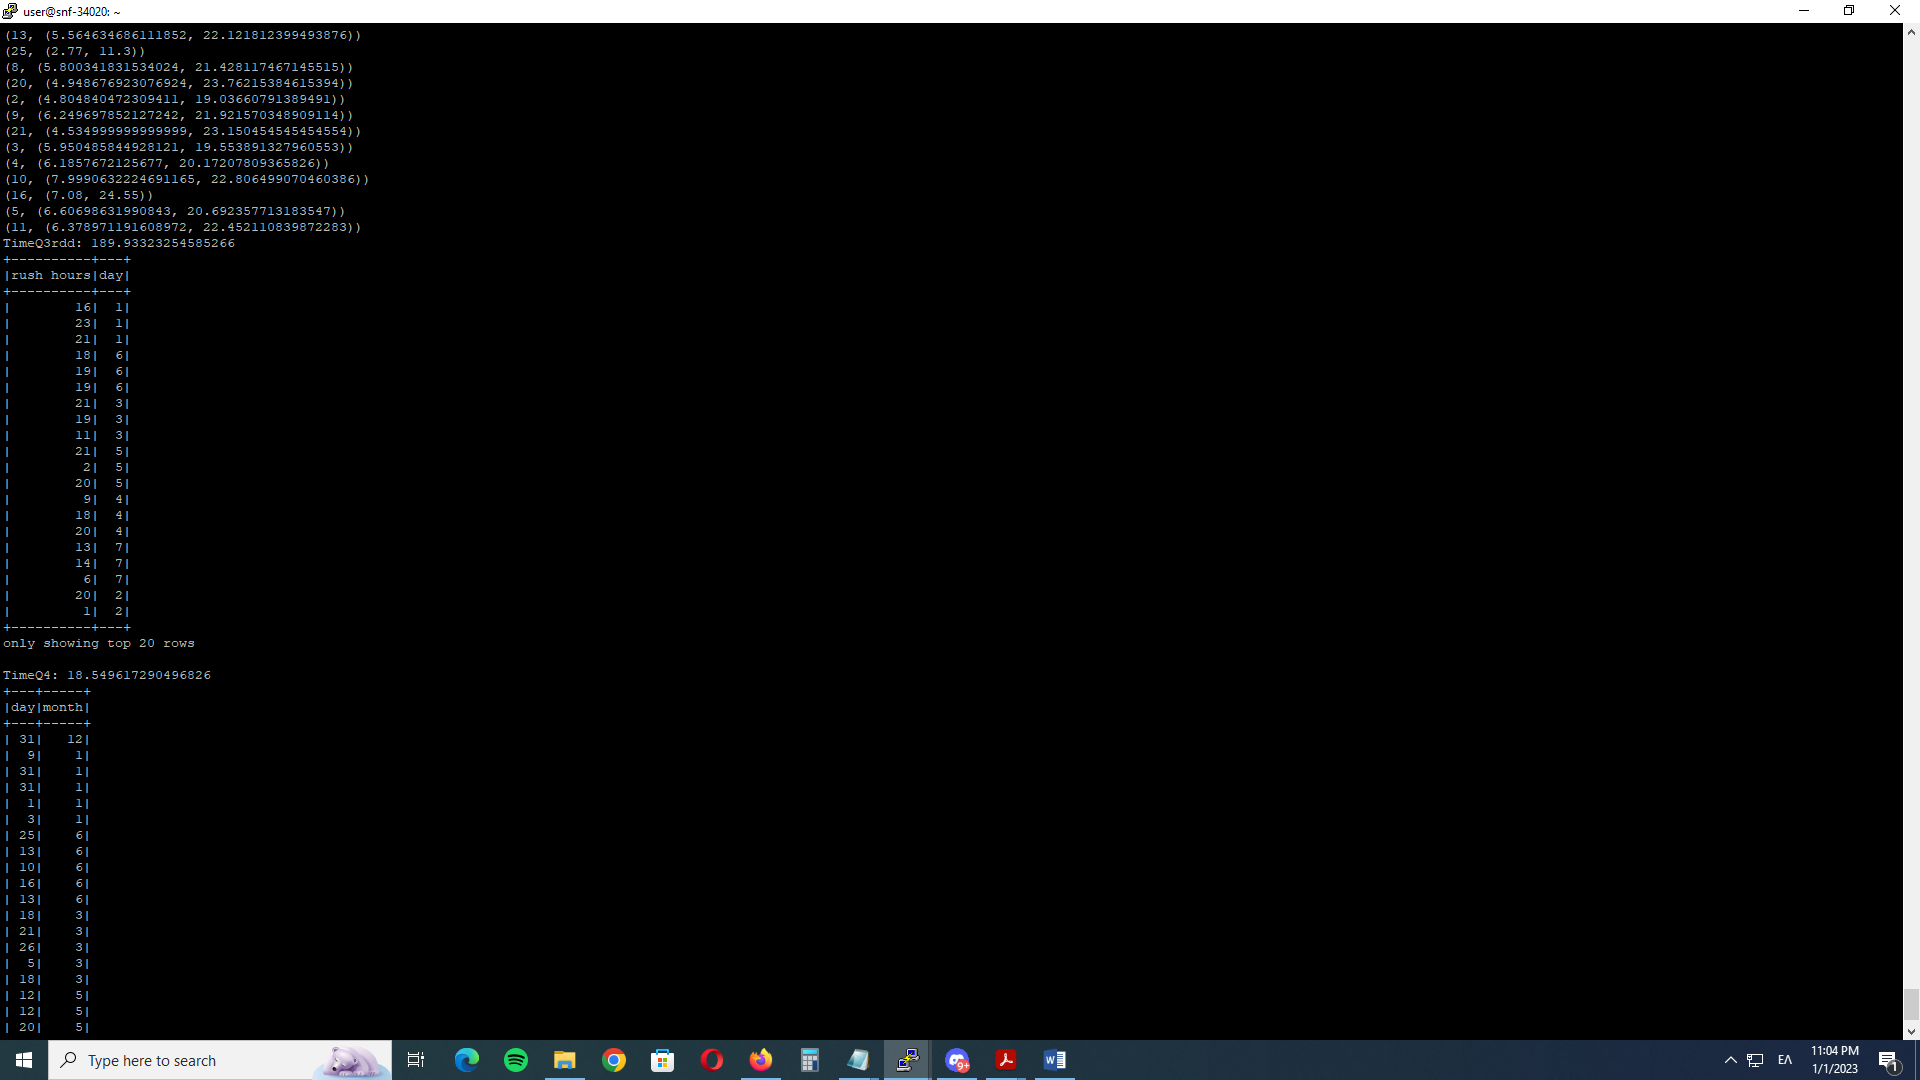 user@snf-34020: ~
(13, (5.564634686111852, 22.121812399493876))
(25, (2.77, 11.3))
(8, (5.800341831534024, 21.428117467145515))
(20, (4.948676923076924, 23.76215384615394))
(2, (4.804840472309411, 19.03660791389491))
(9, (6.249697852127242, 21.921570348909114))
(21, (4.534999999999999, 23.150454545454554))
(3, (5.950485844928121, 19.553891327960553))
(4, (6.1857672125677, 20.17207809365826))
(10, (7.9990632224691165, 22.806499070460386))
(16, (7.08, 24.55))
(5, (6.60698631990843, 20.692357713183547))
(11, (6.378971191608972, 22.452110839872283))
TimeQ3rdd: 189.93323254585266
+----------+---+
|rush hours|day|
+----------+---+
|        16|  1|
|        23|  1|
|        21|  1|
|        18|  6|
|        19|  6|
|        19|  6|
|        21|  3|
|        19|  3|
|        11|  3|
|        21|  5|
|         2|  5|
|        20|  5|
|         9|  4|
|        18|  4|
|        20|  4|
|        13|  7|
|        14|  7|
|         6|  7|
|        20|  2|
|         1|  2|
+----------+---+
only showing top 20 rows
TimeQ4: 18.549617290496826
+---+-----+
|day|month|
+---+-----+
| 31|   12|
|  9|    1|
| 31|    1|
| 31|    1|
|  1|    1|
|  3|    1|
| 25|    6|
| 13|    6|
| 10|    6|
| 16|    6|
| 13|    6|
| 18|    3|
| 21|    3|
| 26|    3|
|  5|    3|
| 18|    3|
| 12|    5|
| 12|    5|
| 20|    5|
Type here to search
9+
ΕΛ
11:04 PM
1/1/2023
1